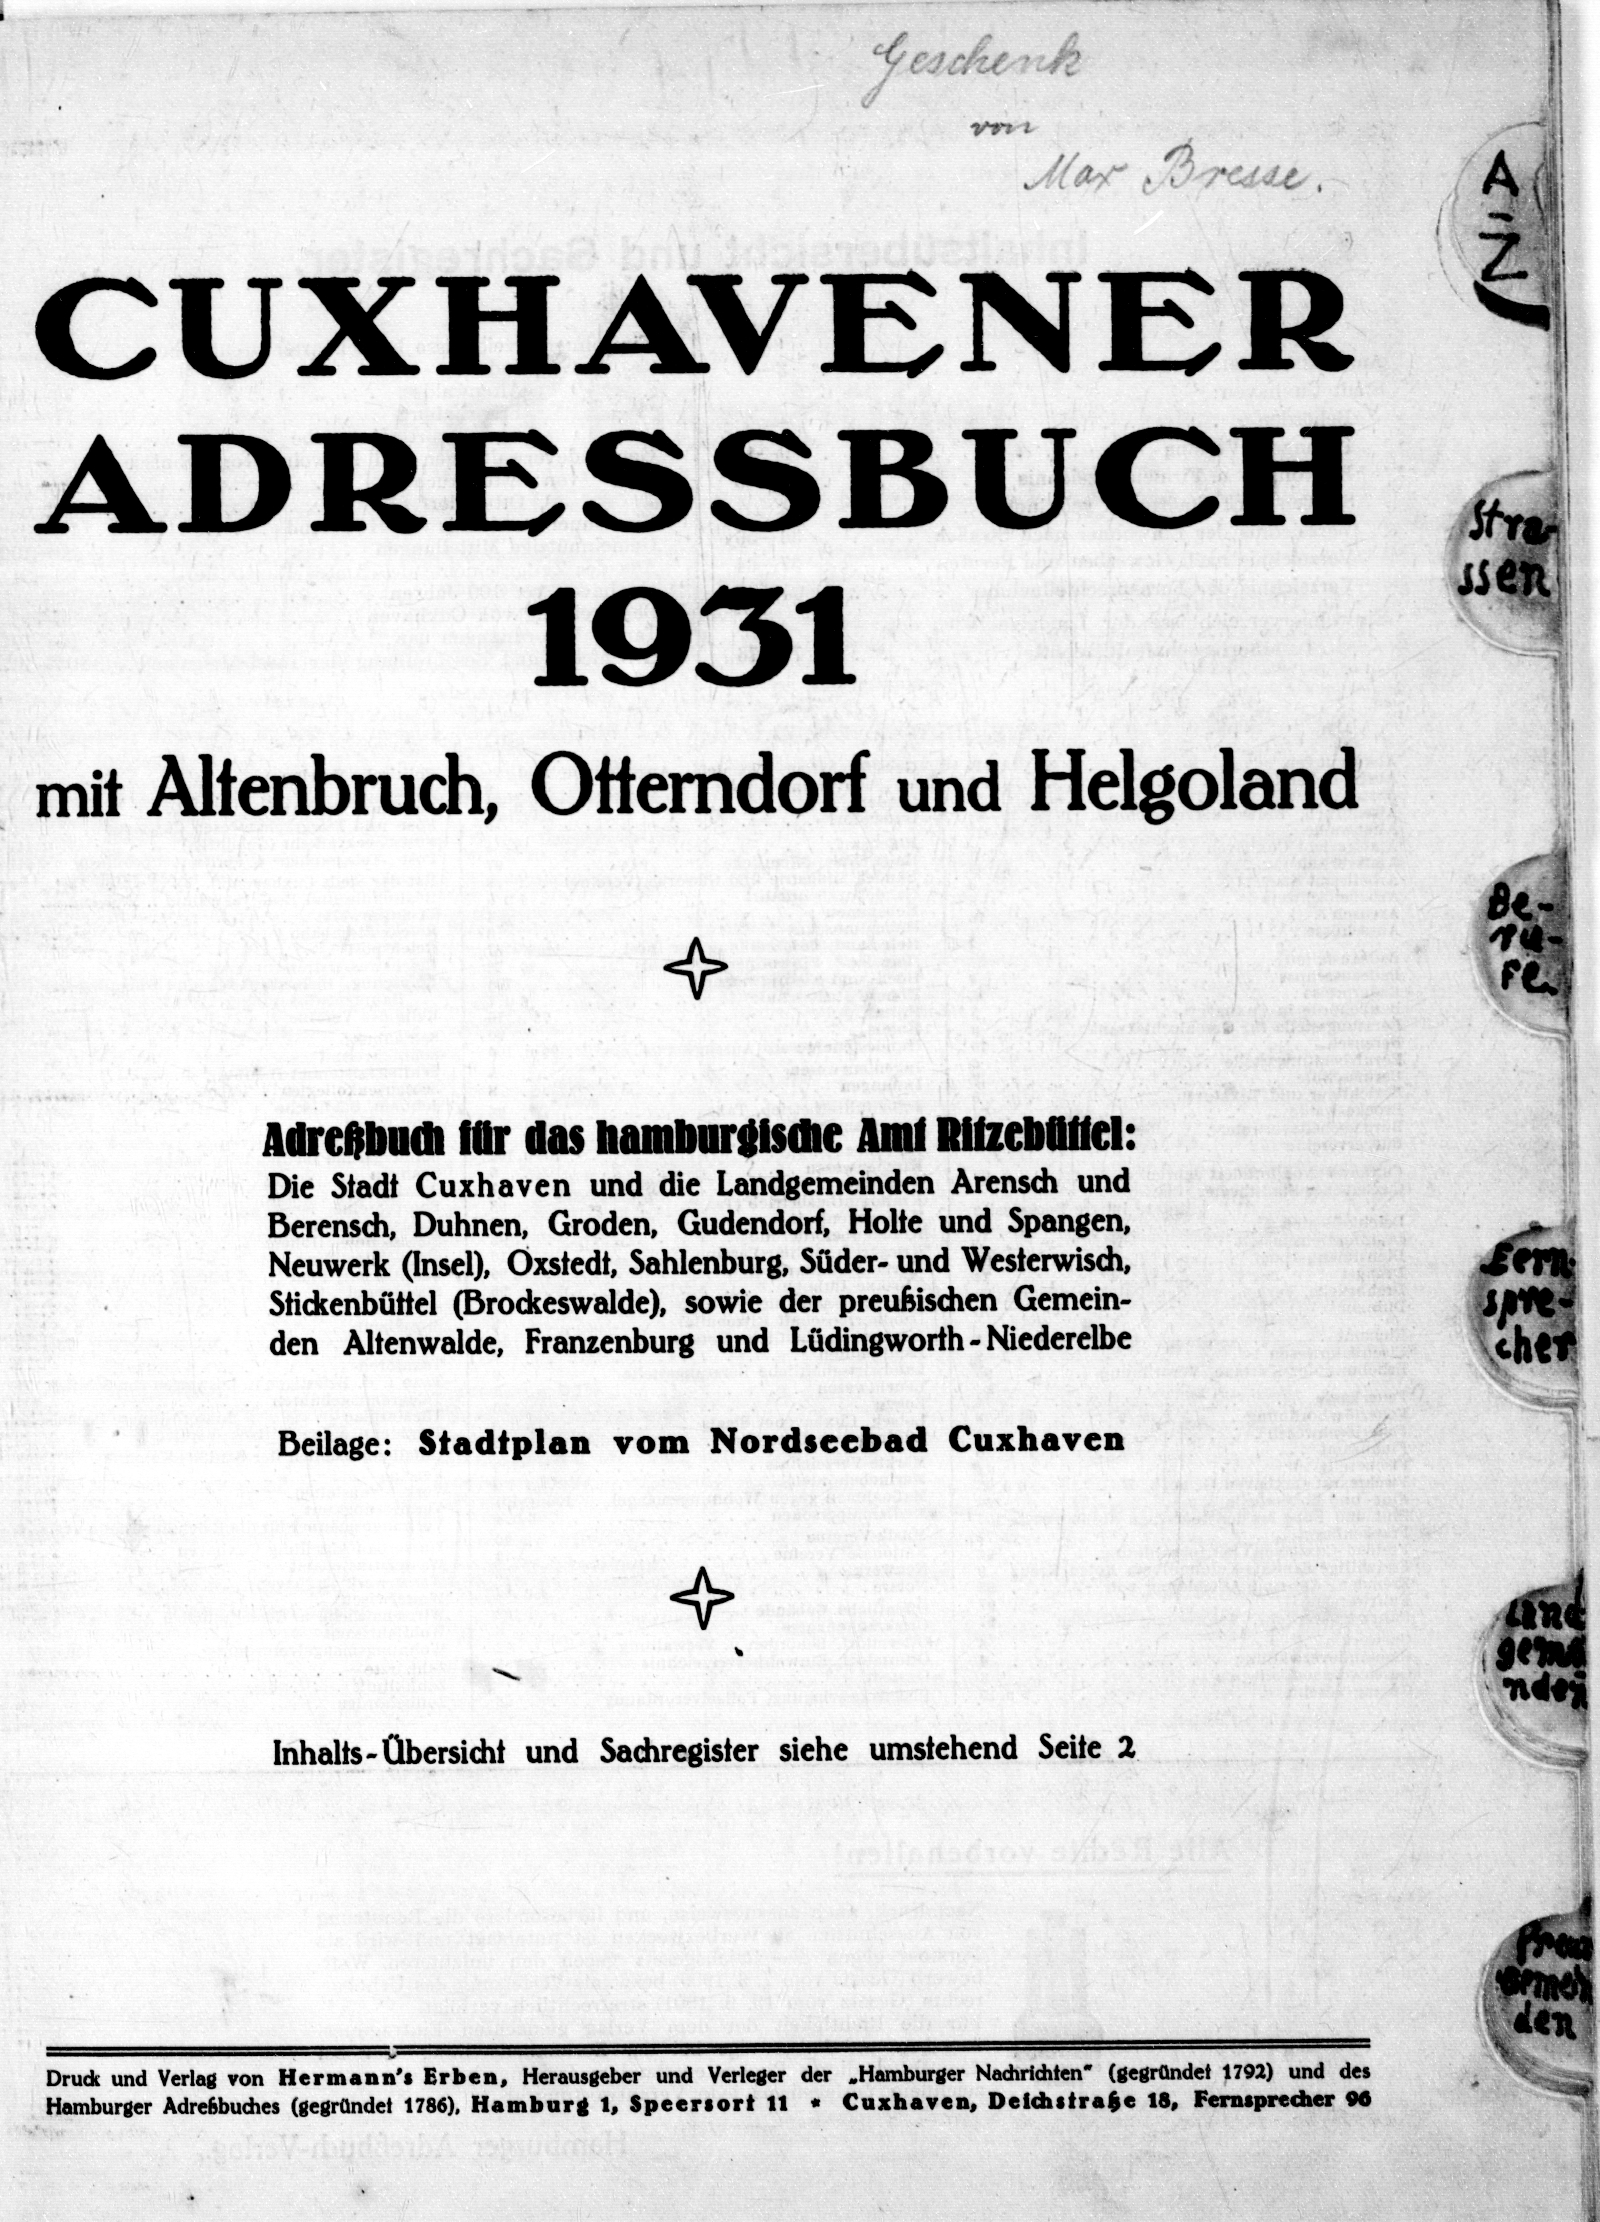 Geschenk
von
Max Bresse.
CUXHAVENER
ADRESSBUCH
1931
mit Altenbruch, Otterndorf und Helgoland
Adreßbuch für das hamburgische Amt Ritzebüttel:
Die Stadt Cuxhaven und die Landgemeinden Arensch und
Berensch, Duhnen, Groden, Gudendorf, Holte und Spangen,
Neuwerk (Insel), Oxstedt, Sahlenburg, Süder- und Westerwisch,
Stickenbüttel (Brockeswalde), sowie der preußischen Gemein-
den Altenwalde, Franzenburg und Lüdingworth-Niederelbe
Beilage: Stadtplan vom Nordseebad Cuxhaven
Inhalts-Übersicht und Sachregister siehe umstehend Seite 2
Druck und Verlag von Hermann's Erben, Herausgeber und Verleger der „Hamburger Nachrichten" (gegründet 1792) und des
Hamburger Adreßbuches (gegründet 1786), Hamburg 1, Speersort 11 * Cuxhaven, Deichstraße 18, Fernsprecher 96
A
-
Z
Stra-
ssen
Be-
ru-
fe
Fern-
spre-
cher
Land
gemei
nden
Preu
Gemein
den